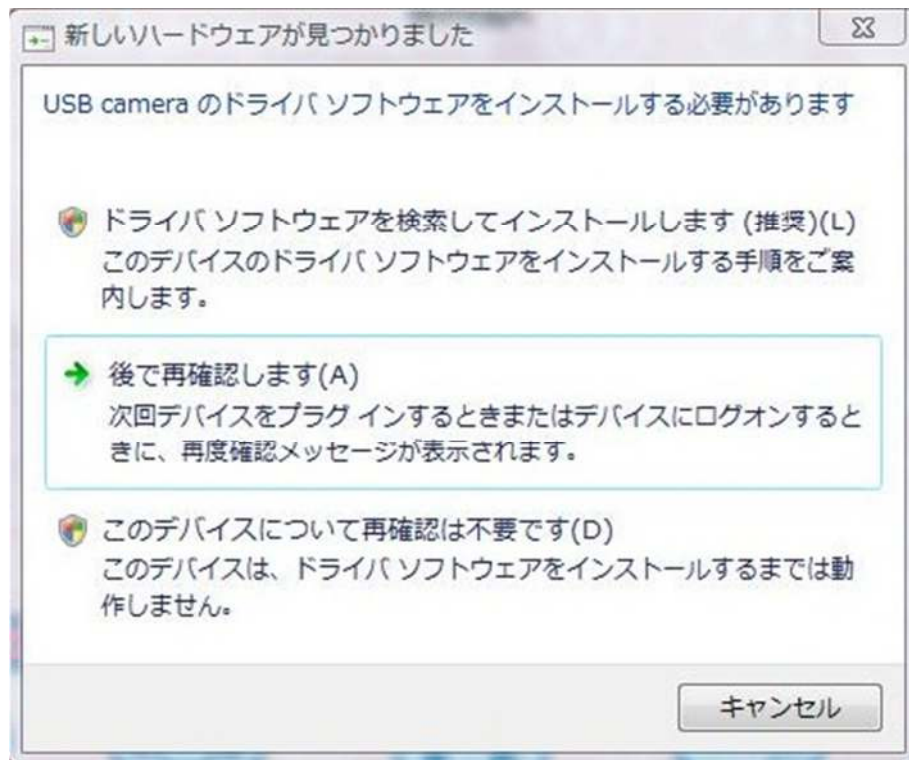 新しいハードウェアが見つかりました
USB camera のドライバ ソフトウェアをインストールする必要があります
ドライバ ソフトウェアを検索してインストールします (推奨)(L)
このデバイスのドライバ ソフトウェアをインストールする手順をご案
内します。
後で再確認します(A)
次回デバイスをプラグ インするときまたはデバイスにログオンすると
きに、再度確認メッセージが表示されます。
このデバイスについて再確認は不要です(D)
このデバイスは、ドライバ ソフトウェアをインストールするまでは動
作しません。
キャンセル